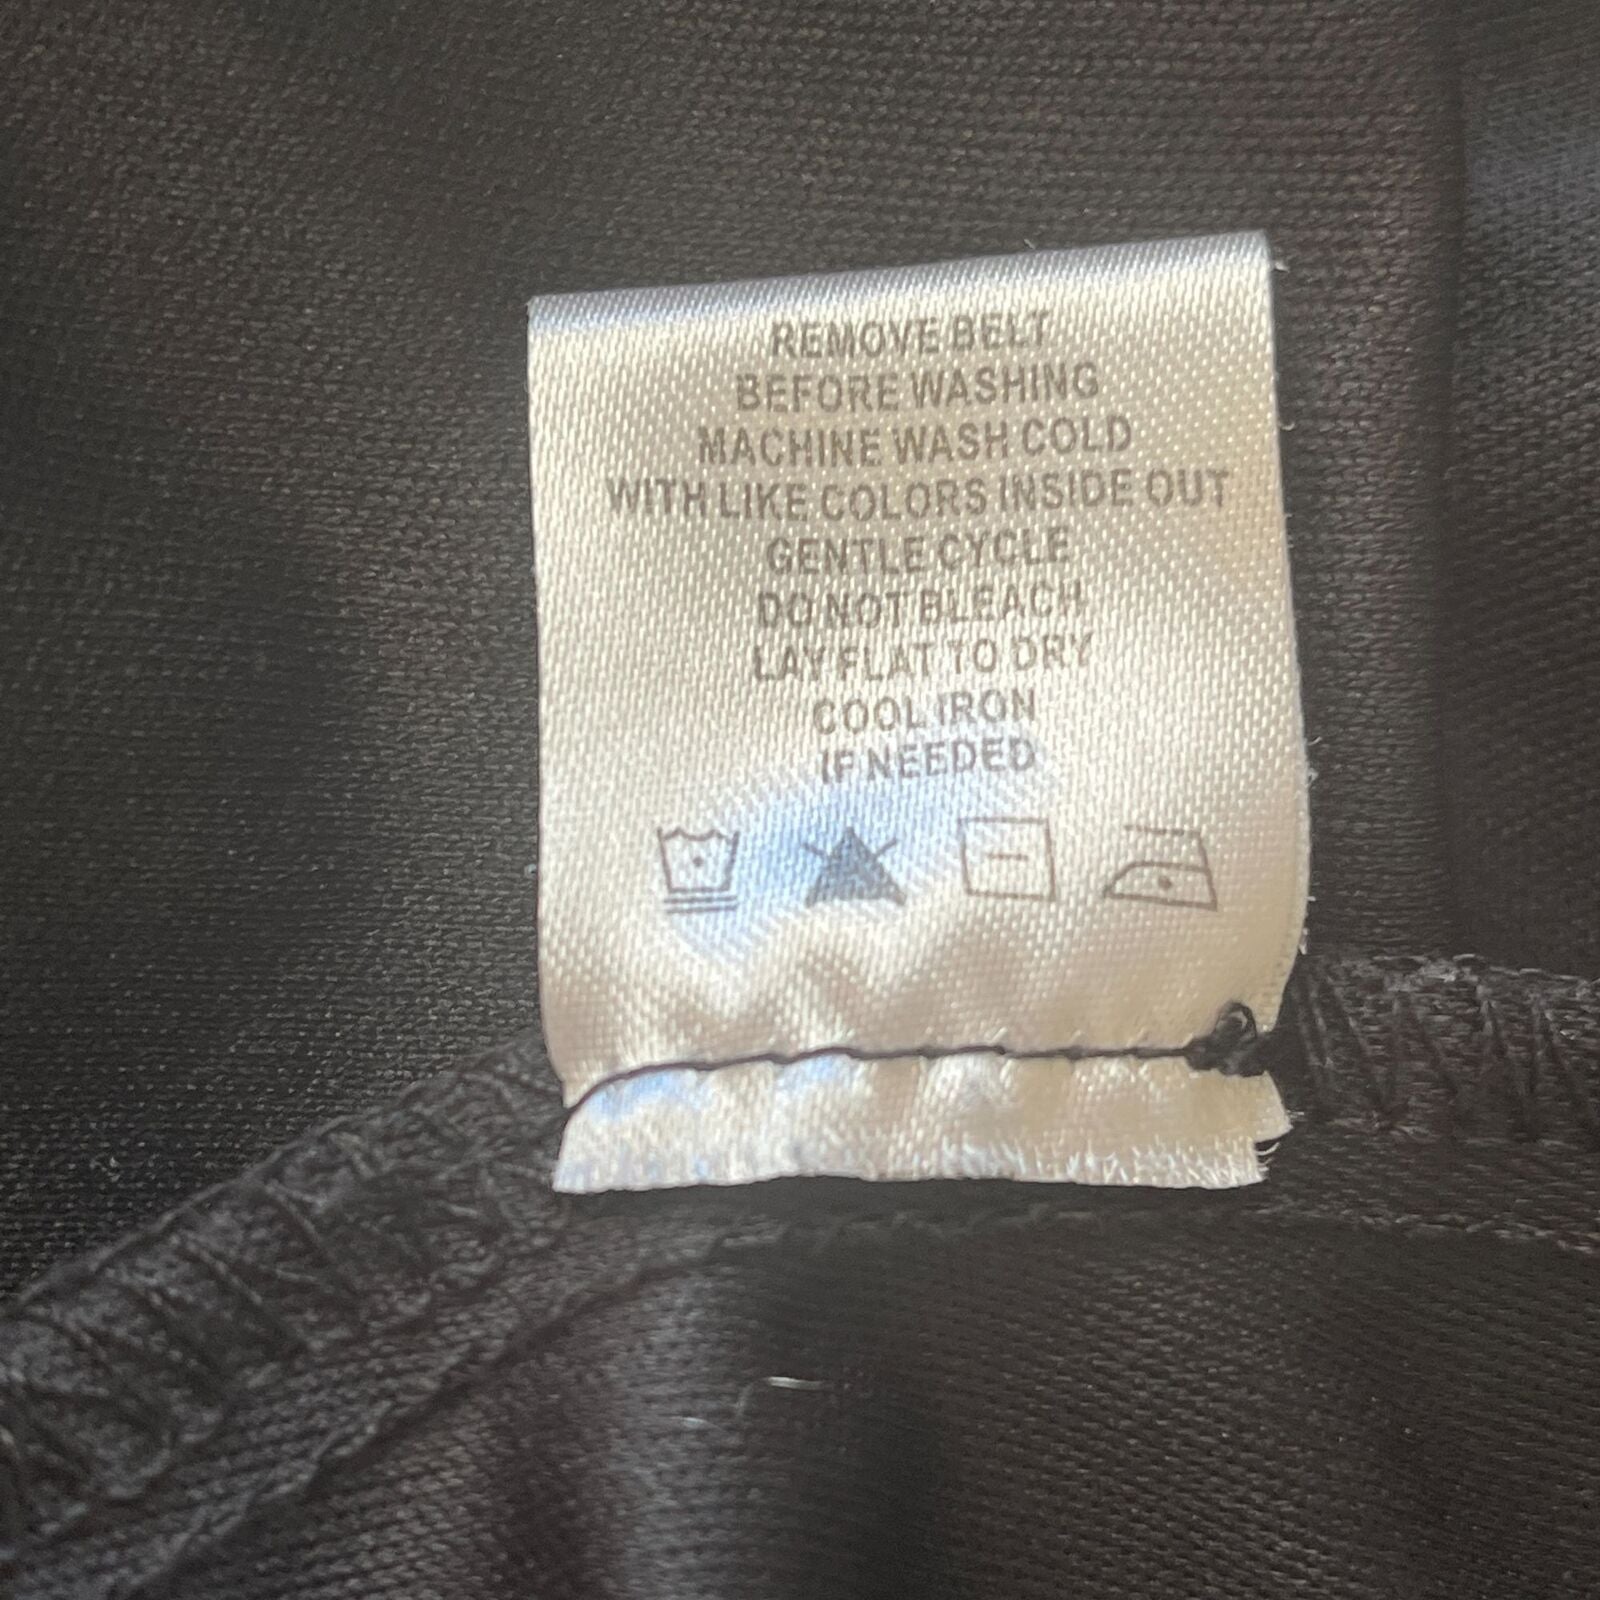 REMOVE BELT
BEFORE WASHING
MACHINE WASH COLD
WITH LIKE COLORS INSIDE OUT
GENTLE CYCLE
DO NOT BLEACH
LAY FLAT TO DRY
COOL IRON
IF NEEDED